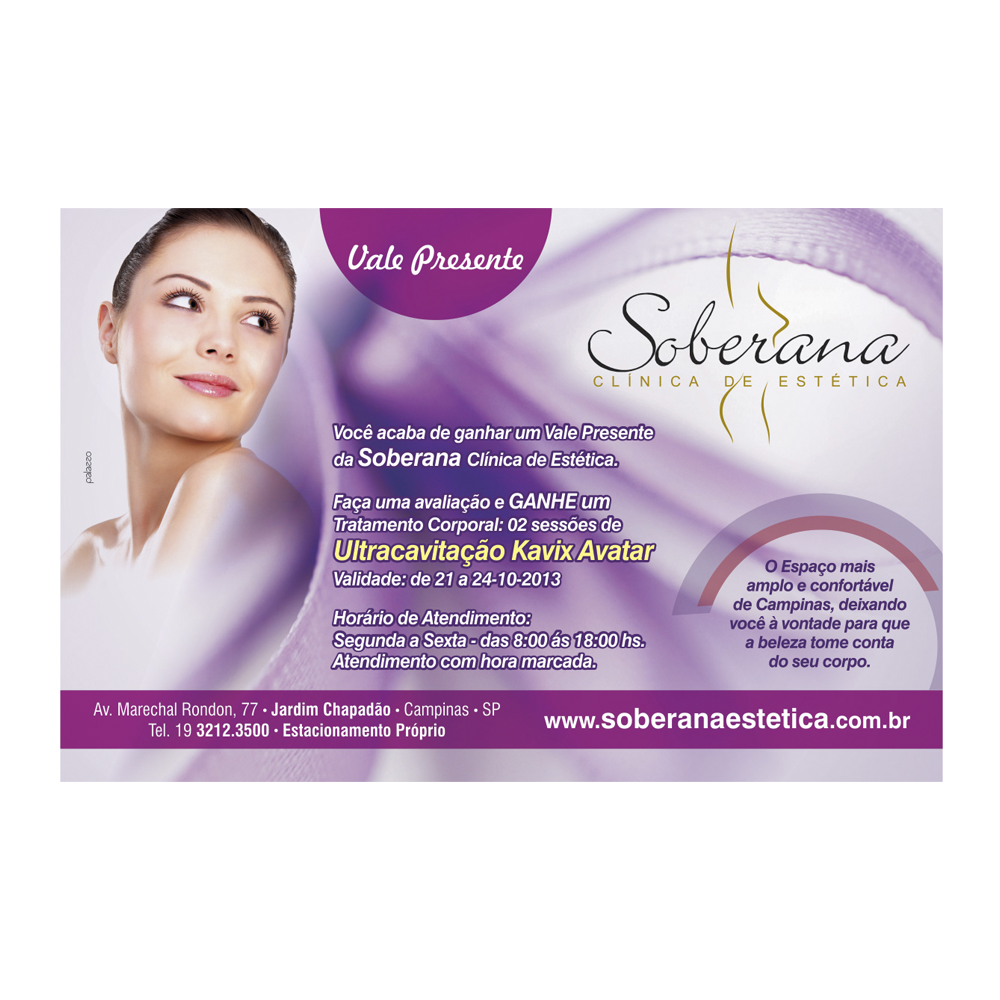 Vale Presente
Soberana
CLÍNICA DE ESTÉTICA
Você acaba de ganhar um Vale Presente
da Soberana Clínica de Estética.
Faça uma avaliação e GANHE um
Tratamento Corporal: 02 sessões de
Ultracavitação Kavix Avatar
Validade: de 21 a 24-10-2013
Horário de Atendimento:
Segunda a Sexta - das 8:00 ás 18:00 hs.
Atendimento com hora marcada.
O Espaço mais
amplo e confortável
de Campinas, deixando
você à vontade para que
a beleza tome conta
do seu corpo.
palazzo
Av. Marechal Rondon, 77 • Jardim Chapadão • Campinas • SP
Tel. 19 3212.3500 • Estacionamento Próprio
www.soberanaestetica.com.br